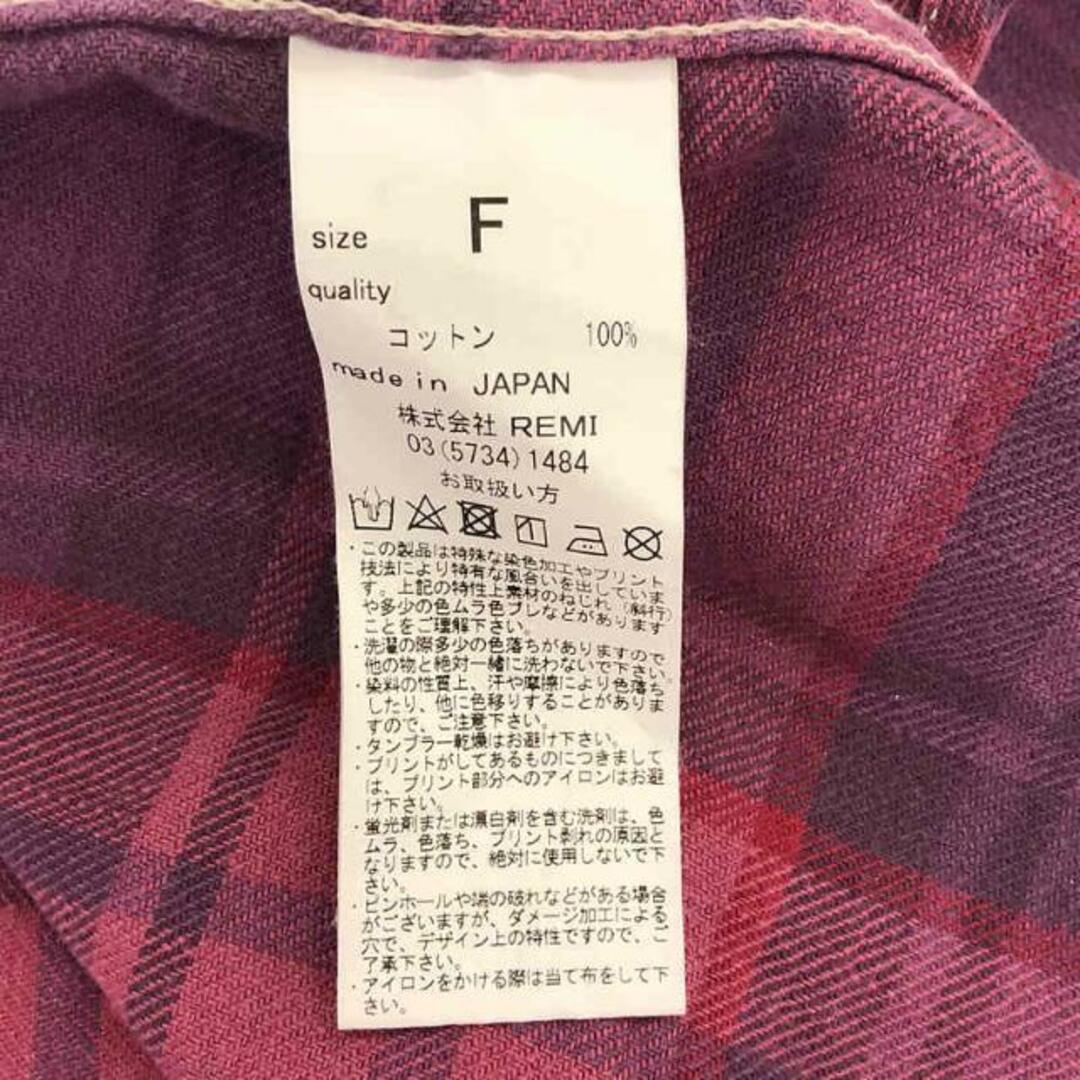 size F
quality
コットン 100%
made in JAPAN
株式会社 REMI
03(5734)1484
お取扱い方
・この製品は特殊な染色加工やプリント
技法により特有な風合いを出していま
す。上記の特性上素材のねじれ（斜行）
や多少の色ムラ色ブレなどがあります
ことをご理解下さい。
・洗濯の際多少の色落ちがありますので
他の物と絶対一緒に洗わないで下さい
・染料の性質上、汗や摩擦により色落ち
したり、他に色移りすることがありま
すので、ご注意下さい。
・タンブラー乾燥はお避け下さい。
・プリントがしてあるものにつきまして
は、プリント部分へのアイロンはお避
け下さい。
・蛍光剤または漂白剤を含む洗剤は、色
ムラ、色落ち、プリント剥れの原因と
なりますので、絶対に使用しないで下
さい。
・ピンホールや端の破れなどがある場合
がございますが、ダメージ加工による
穴で、デザイン上の特性ですので、ご
了承下さい。
・アイロンをかける際は当て布をして下
さい。